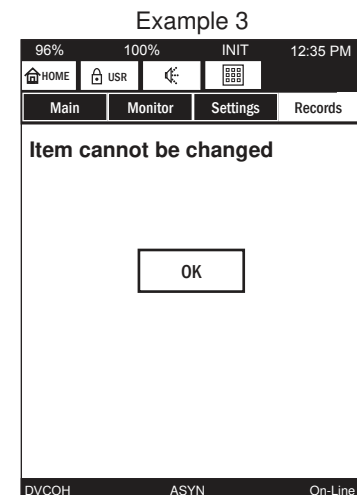 Example 3
96% 100% INIT 12:35 PM
HOME USR
Main Monitor Settings Records
Item cannot be changed
OK
DVCOH ASYN On-Line